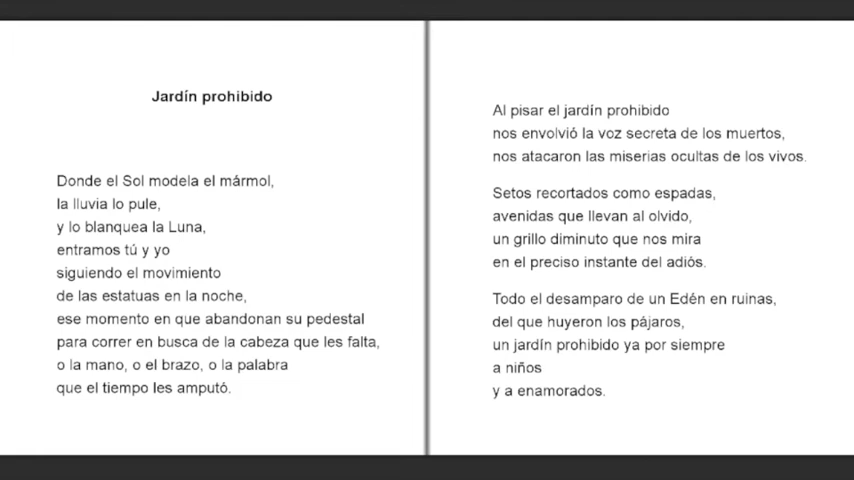 Jardín prohibido
Donde el Sol modela el mármol,
la lluvia lo pule,
y lo blanquea la Luna,
entramos tú y yo
siguiendo el movimiento
de las estatuas en la noche,
ese momento en que abandonan su pedestal
para correr en busca de la cabeza que les falta,
o la mano, o el brazo, o la palabra
que el tiempo les amputó.
Al pisar el jardín prohibido
nos envolvió la voz secreta de los muertos,
nos atacaron las miserias ocultas de los vivos.
Setos recortados como espadas,
avenidas que llevan al olvido,
un grillo diminuto que nos mira
en el preciso instante del adiós.
Todo el desamparo de un Edén en ruinas,
del que huyeron los pájaros,
un jardín prohibido ya por siempre
a niños
y a enamorados.